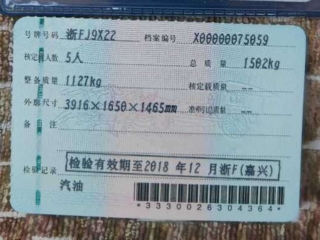 号牌号码 浙FJ9X22 档案编号 X00000075059
核定载人数 5人 总质量 1502kg
整备质量 1127kg 核定载质量 --
外廓尺寸 3916×1650×1465mm 准牵引总质量 --
备注
检验记录 检验有效期至2018年12月浙F(嘉兴)
汽油
*3330026304364*